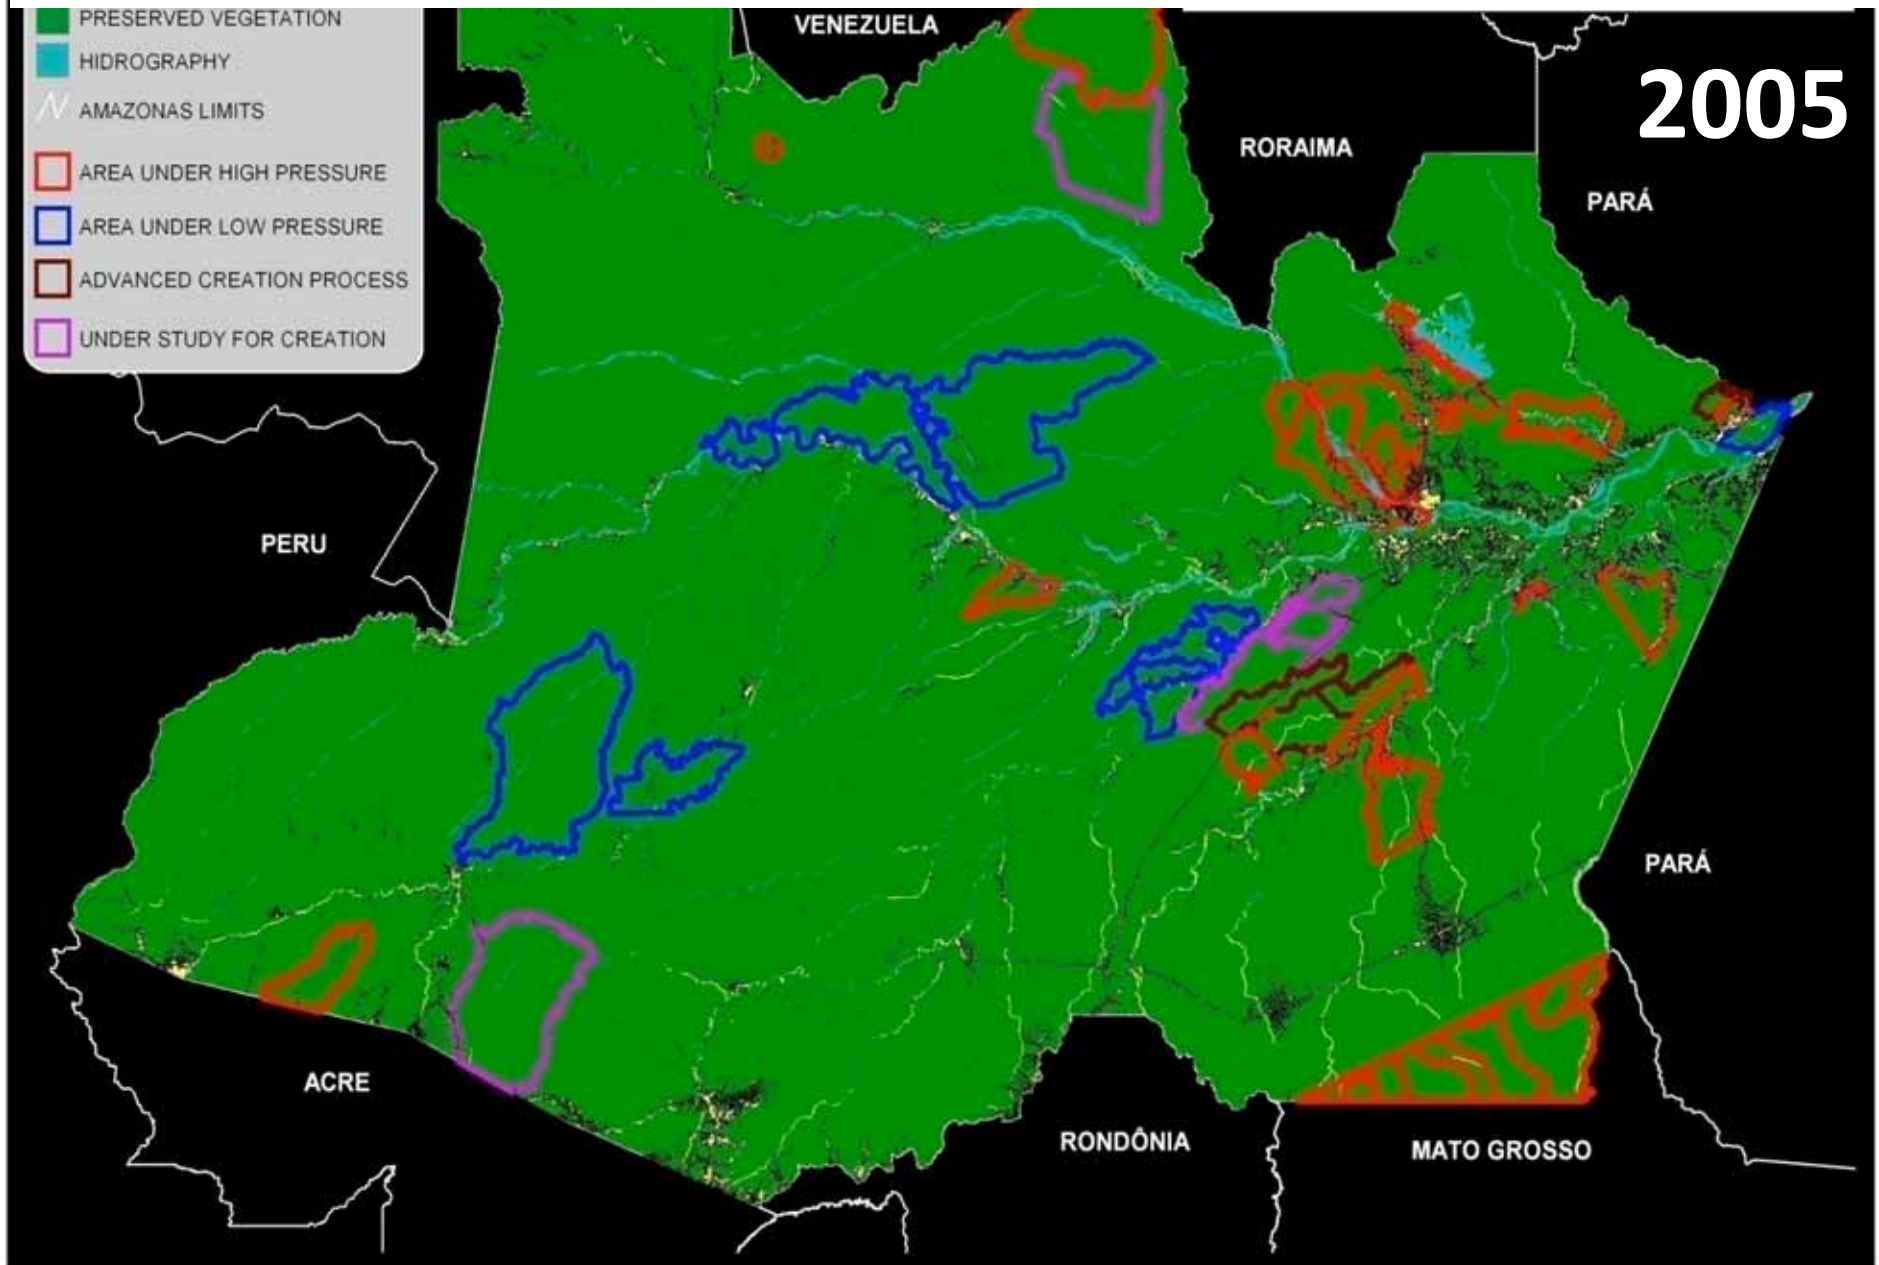 PRESERVED VEGETATION
HIDROGRAPHY
AMAZONAS LIMITS
AREA UNDER HIGH PRESSURE
AREA UNDER LOW PRESSURE
ADVANCED CREATION PROCESS
UNDER STUDY FOR CREATION
VENEZUELA
2005
RORAIMA
PARÁ
PERU
PARÁ
ACRE
RONDÔNIA
MATO GROSSO